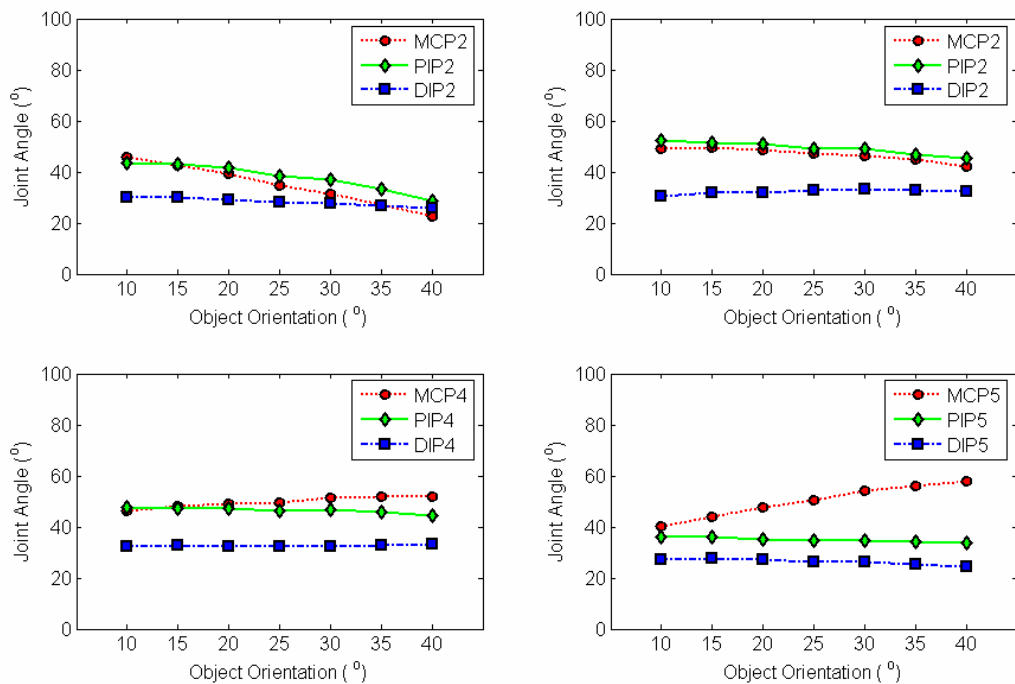 100
80
60
40
20
0
Joint Angle (°)
MCP2
PIP2
DIP2
10 15 20 25 30 35 40
Object Orientation ( °)
100
80
60
40
20
0
Joint Angle (°)
MCP2
PIP2
DIP2
10 15 20 25 30 35 40
Object Orientation ( °)
100
80
60
40
20
0
Joint Angle (°)
MCP4
PIP4
DIP4
10 15 20 25 30 35 40
Object Orientation ( °)
100
80
60
40
20
0
Joint Angle (°)
MCP5
PIP5
DIP5
10 15 20 25 30 35 40
Object Orientation ( °)